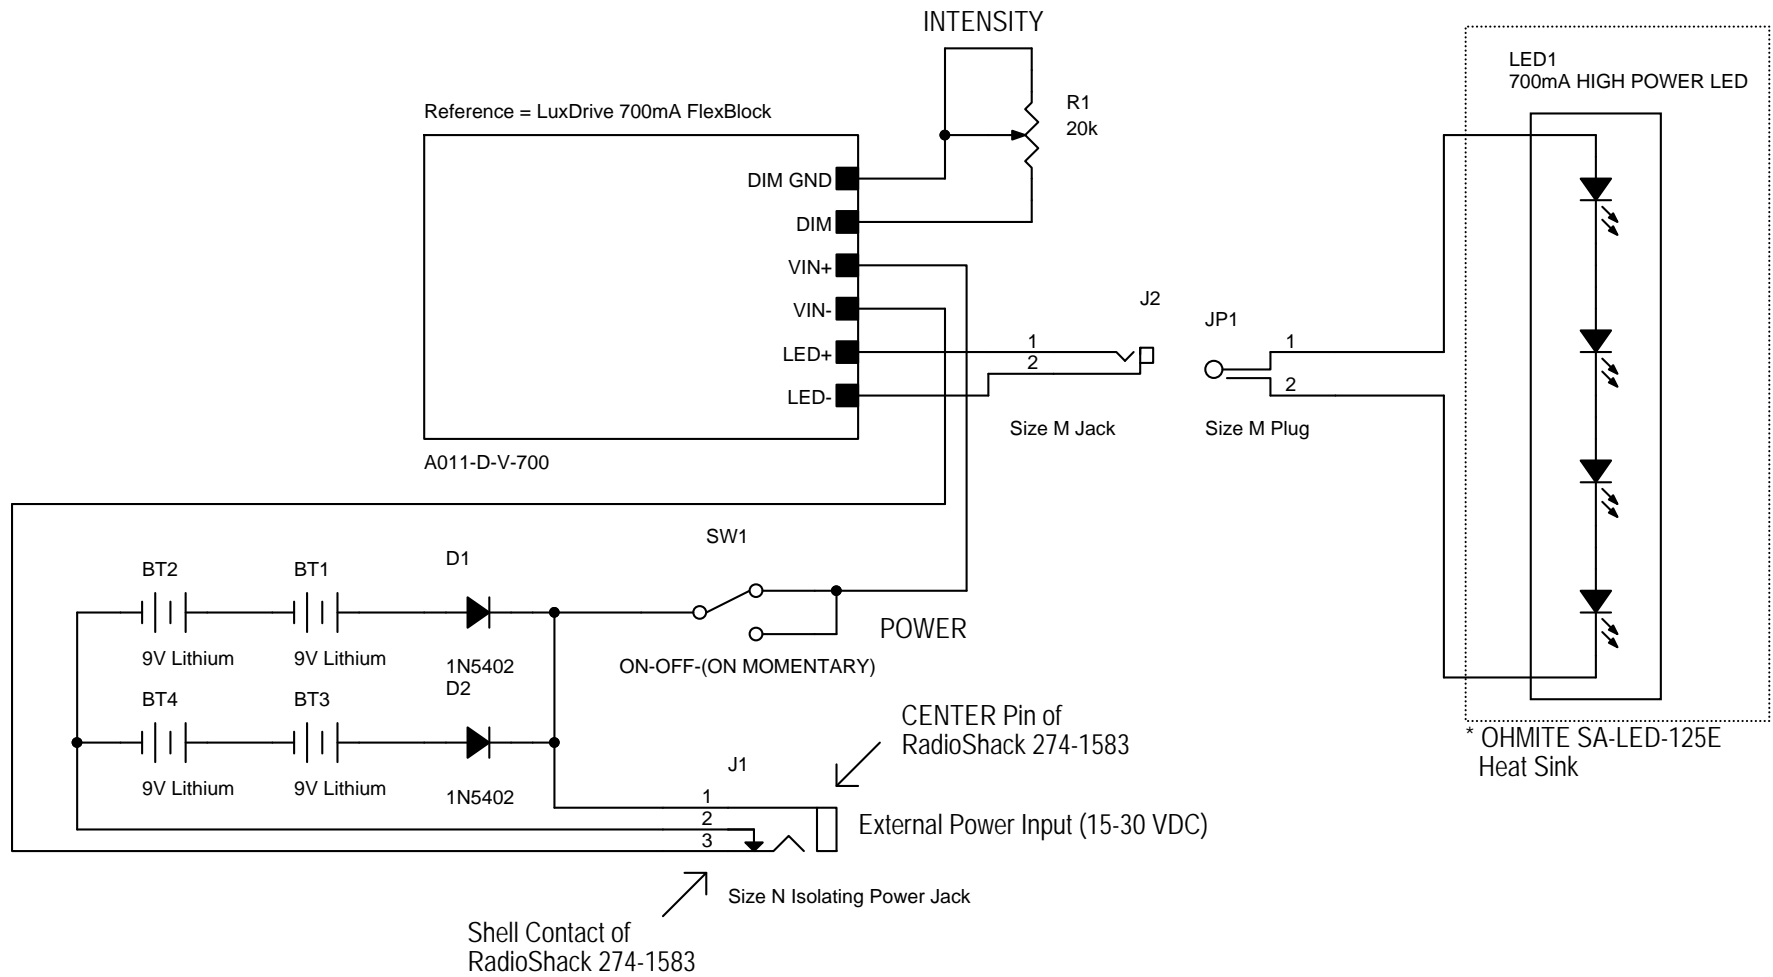 INTENSITY
LED1
700mA HIGH POWER LED
Reference = LuxDrive 700mA FlexBlock
R1
20k
DIM GND
DIM
VIN+
VIN-
LED+
LED-
A011-D-V-700
J2
1
2
Size M Jack
JP1
1
2
Size M Plug
SW1
POWER
ON-OFF-(ON MOMENTARY)
BT2
9V Lithium
BT1
9V Lithium
D1
1N5402
BT4
9V Lithium
BT3
9V Lithium
D2
1N5402
CENTER Pin of
RadioShack 274-1583
J1
1
2
3
External Power Input (15-30 VDC)
Size N Isolating Power Jack
Shell Contact of
RadioShack 274-1583
* OHMITE SA-LED-125E
Heat Sink